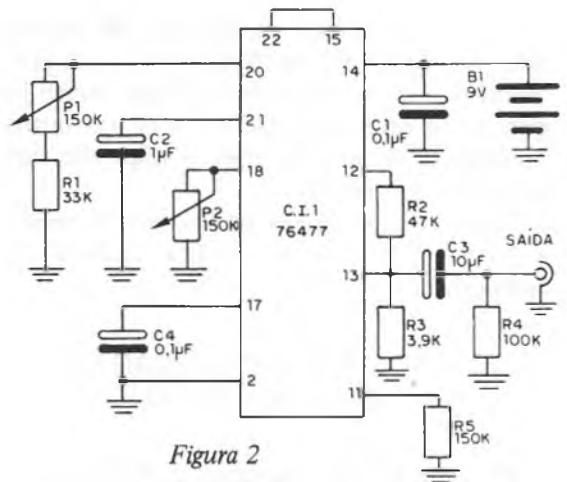 22 15
20
14
P1
150K
B1
9V
21
C2
1µF
C1
0,1µF
R1
33K
18
12
P2
150K
C.I.1
76477
R2
47K
C3
10µF
SAÍDA
13
17
R3
3,9K
R4
100K
C4
0,1µF
2
11
R5
150K
Figura 2